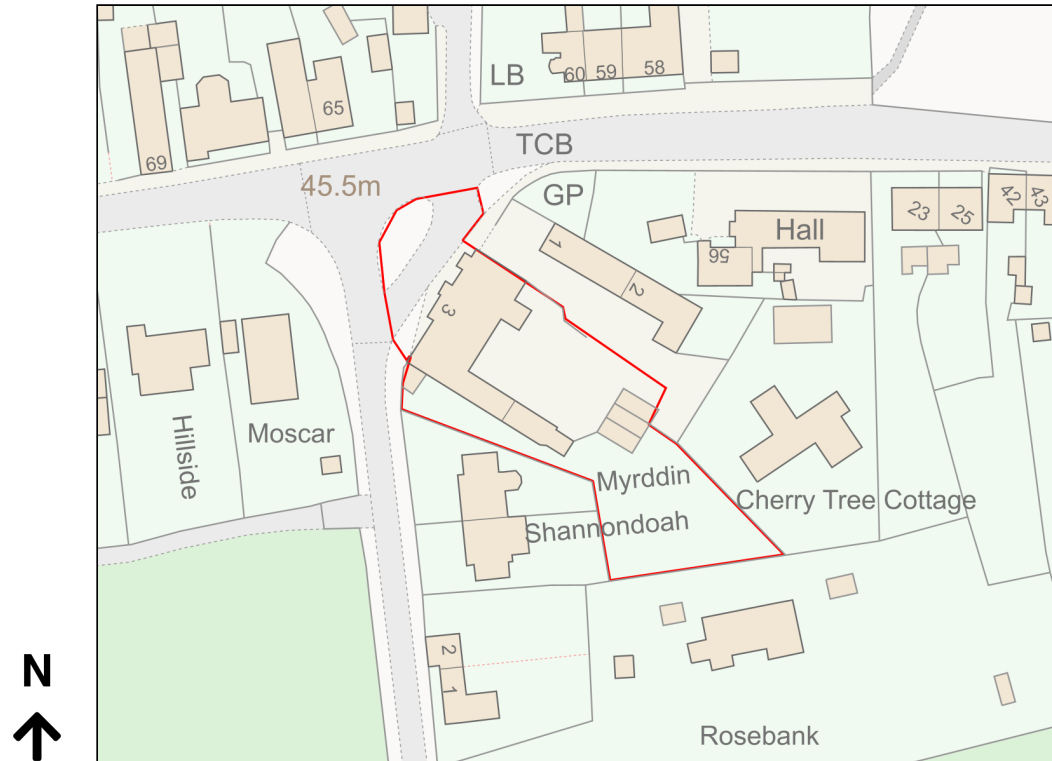 LB
60
59
58
65
69
TCB
45.5m
GP
42
43
23
25
Hall
56
1
2
3
Hillside
Moscar
Myrddin
Cherry Tree Cottage
Shannondoah
N
2
1
Rosebank